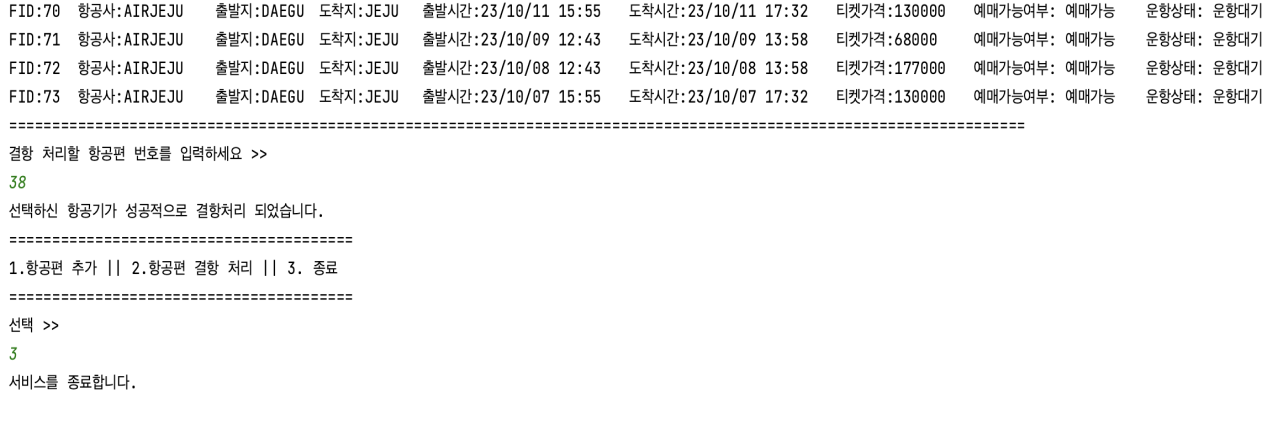 FID:70 항공사:AIRJEJU 출발지:DAEGU 도착지:JEJU 출발시간:23/10/11 15:55 도착시간:23/10/11 17:32 티켓가격:130000 예매가능여부: 예매가능 운항상태: 운항대기
FID:71 항공사:AIRJEJU 출발지:DAEGU 도착지:JEJU 출발시간:23/10/09 12:43 도착시간:23/10/09 13:58 티켓가격:68000 예매가능여부: 예매가능 운항상태: 운항대기
FID:72 항공사:AIRJEJU 출발지:DAEGU 도착지:JEJU 출발시간:23/10/08 12:43 도착시간:23/10/08 13:58 티켓가격:177000 예매가능여부: 예매가능 운항상태: 운항대기
FID:73 항공사:AIRJEJU 출발지:DAEGU 도착지:JEJU 출발시간:23/10/07 15:55 도착시간:23/10/07 17:32 티켓가격:130000 예매가능여부: 예매가능 운항상태: 운항대기
======================================================================================================================
결항 처리할 항공편 번호를 입력하세요 >>
38
선택하신 항공기가 성공적으로 결항처리 되었습니다.
========================================
1.항공편 추가 || 2.항공편 결항 처리 || 3. 종료
========================================
선택 >>
3
서비스를 종료합니다.